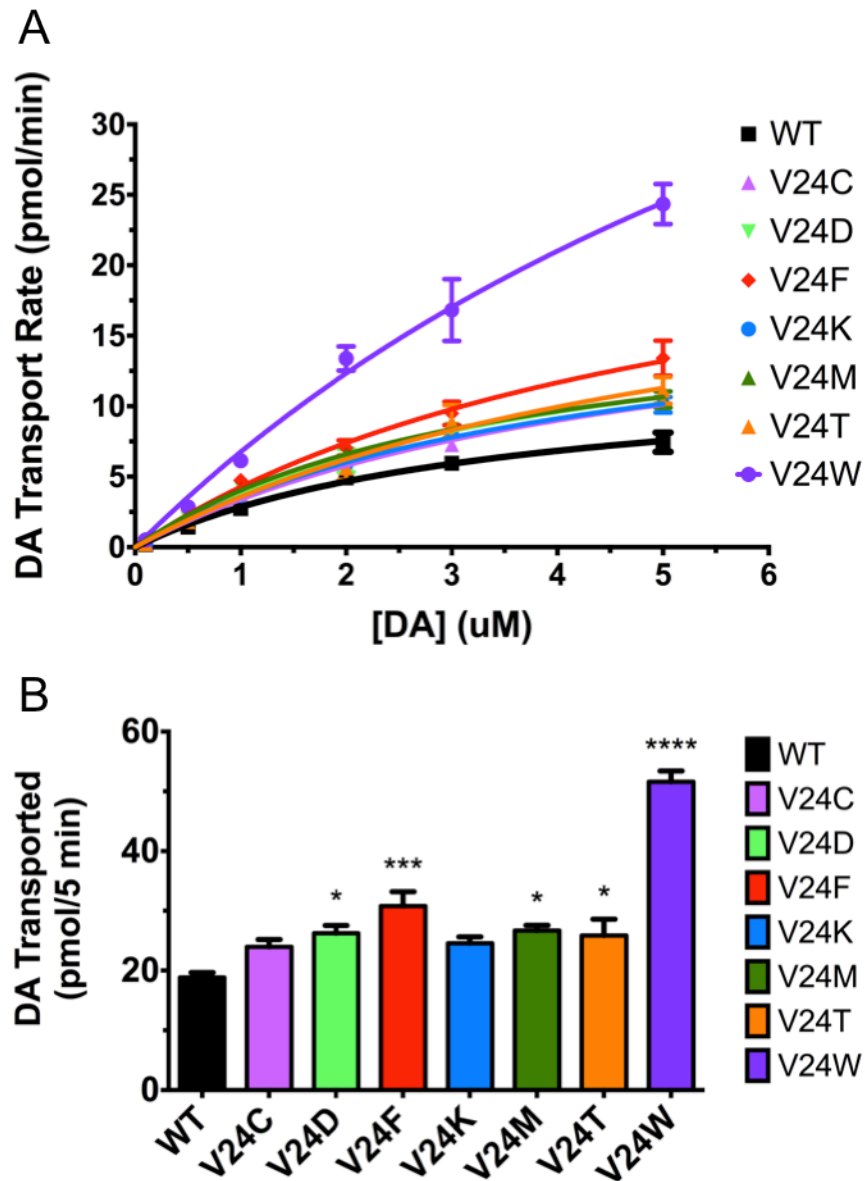 A
DA Transport Rate (pmol/min)
30
25
20
15
10
5
0
0 1 2 3 4 5 6
[DA] (uM)
WT
V24C
V24D
V24F
V24K
V24M
V24T
V24W
B
DA Transported
(pmol/5 min)
60
40
20
0
*
***
*
*
****
WT
V24C
V24D
V24F
V24K
V24M
V24T
V24W
WT
V24C
V24D
V24F
V24K
V24M
V24T
V24W